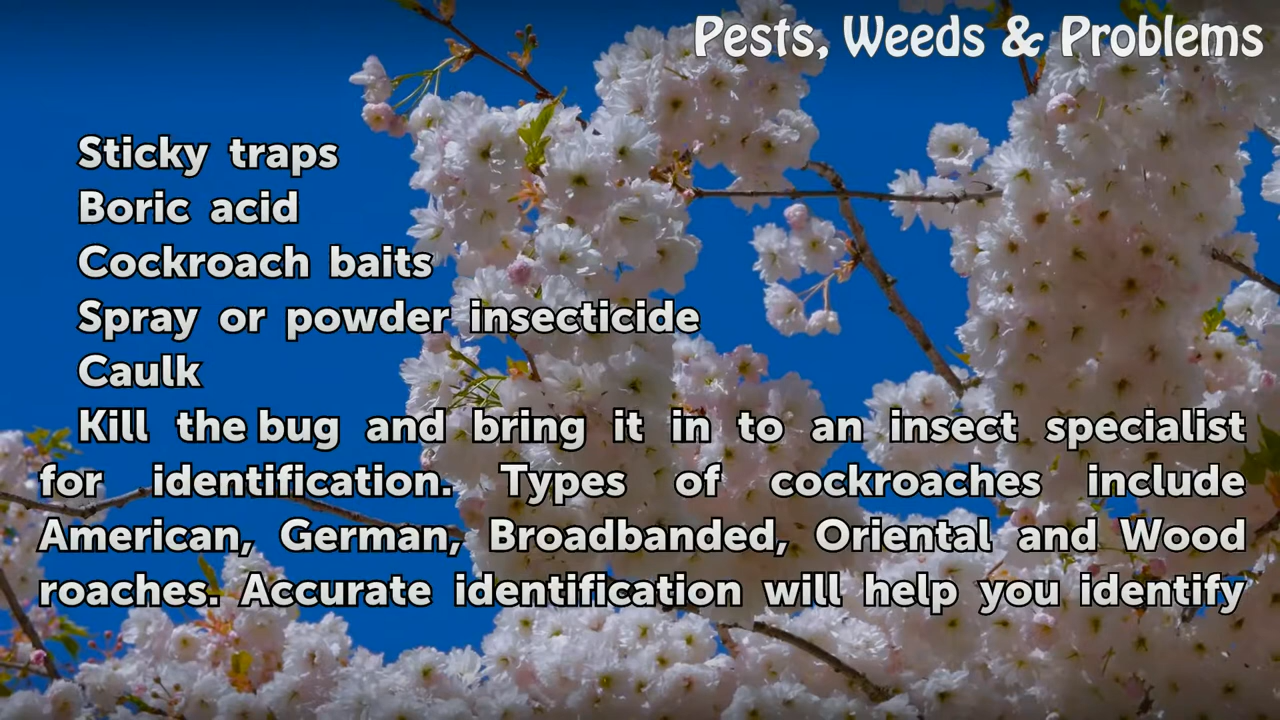 Pests, Weeds & Problems
Sticky traps
Boric acid
Cockroach baits
Spray or powder insecticide
Caulk
Kill the bug and bring it in to an insect specialist
for identification. Types of cockroaches include
American, German, Broadbanded, Oriental and Wood
roaches. Accurate identification will help you identify